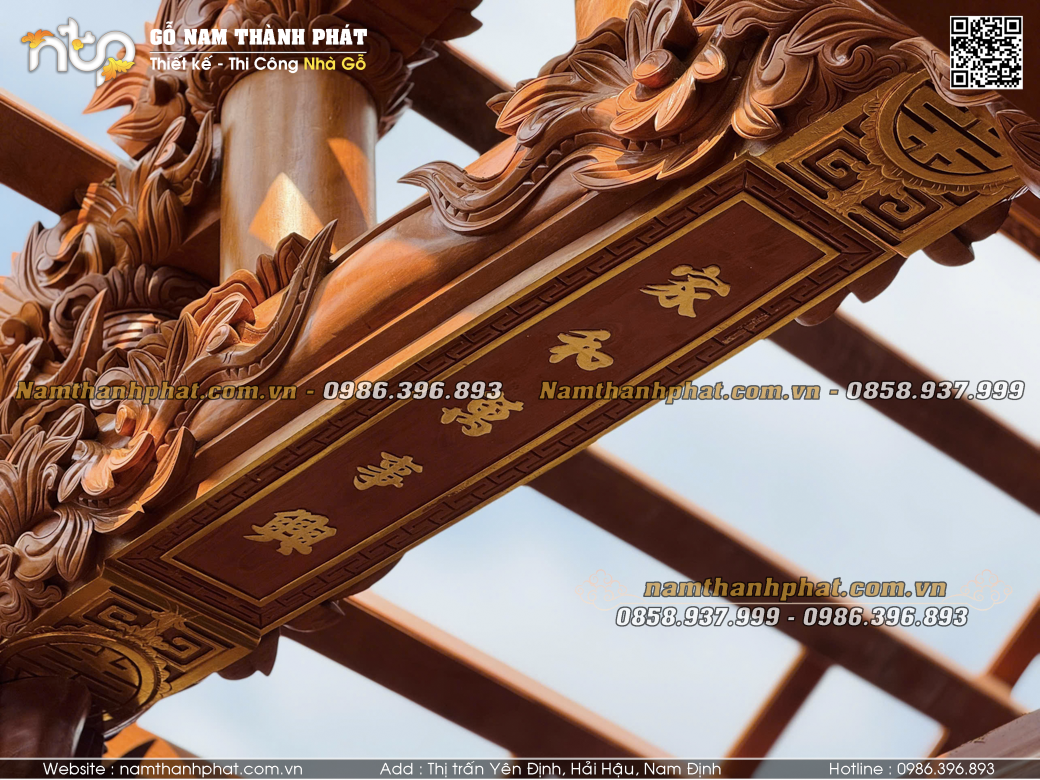 ntp
GỖ NAM THÀNH PHÁT
Thiết kế - Thi Công Nhà Gỗ
家和萬事興
Namthanhphat.com.vn - 0986.396.893
Namthanhphat.com.vn - 0858.937.999
namthanhphat.com.vn
0858.937.999 - 0986.396.893
Website : namthanhphat.com.vn
Add : Thị trấn Yên Định, Hải Hậu, Nam Định
Hotline : 0986.396.893